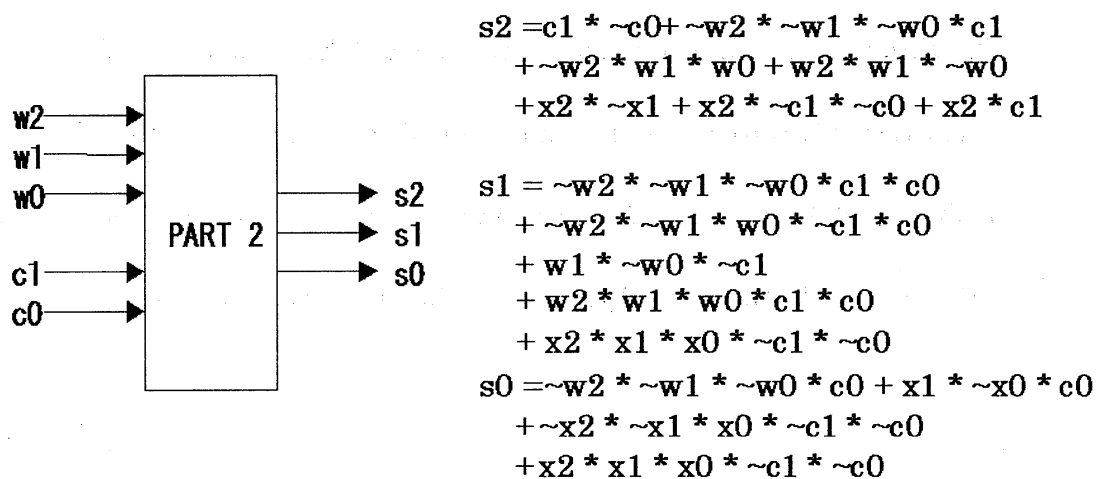 w2
w1
w0
c1
c0
PART 2
s2
s1
s0
s2 =c1 * ~c0+ ~w2 * ~w1 * ~w0 * c1
+ ~w2 * w1 * w0 + w2 * w1 * ~w0
+ x2 * ~x1 + x2 * ~c1 * ~c0 + x2 * c1
s1 = ~w2 * ~w1 * ~w0 * c1 * c0
+ ~w2 * ~w1 * w0 * ~c1 * c0
+ w1 * ~w0 * ~c1
+ w2 * w1 * w0 * c1 * c0
+ x2 * x1 * x0 * ~c1 * ~c0
s0 =~w2 * ~w1 * ~w0 * c0 + x1 * ~x0 * c0
+ ~x2 * ~x1 * x0 * ~c1 * ~c0
+x2 * x1 * x0 * ~c1 * ~c0